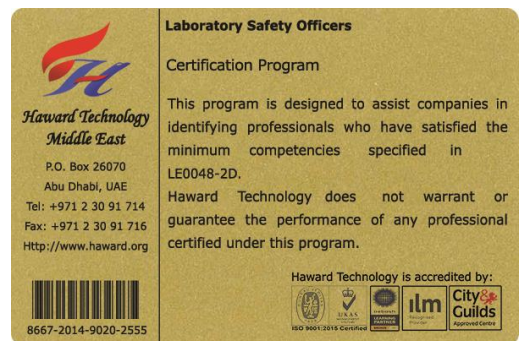 Haward Technology
Middle East
P.O. Box 26070
Abu Dhabi, UAE
Tel: +971 2 30 91 714
Fax: +971 2 30 91 716
Http://www.haward.org
8667-2014-9020-2555
Laboratory Safety Officers
Certification Program
This program is designed to assist companies in
identifying professionals who have satisfied the
minimum competencies specified in
LE0048-2D.
Haward Technology does not warrant or
guarantee the performance of any professional
certified under this program.
Haward Technology is accredited by:
UKAS
ilm
City &
Guilds
Approved Centre
ISO 9001:2015 Certified